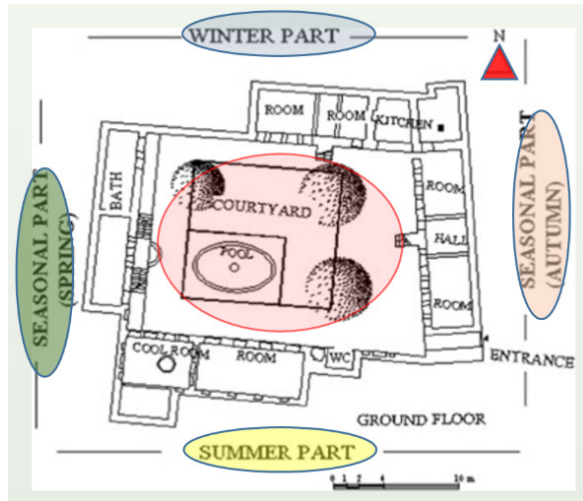 WINTER PART
N
ROOM
ROOM
KITCHEN
SEASONAL PART
(SPRING)
BATH
COURTYARD
POOL
ROOM
HALL
ROOM
SEASONAL PART
(AUTUMN)
COOL ROOM
ROOM
WC
ENTRANCE
GROUND FLOOR
SUMMER PART
0 1 2 4 10 m.